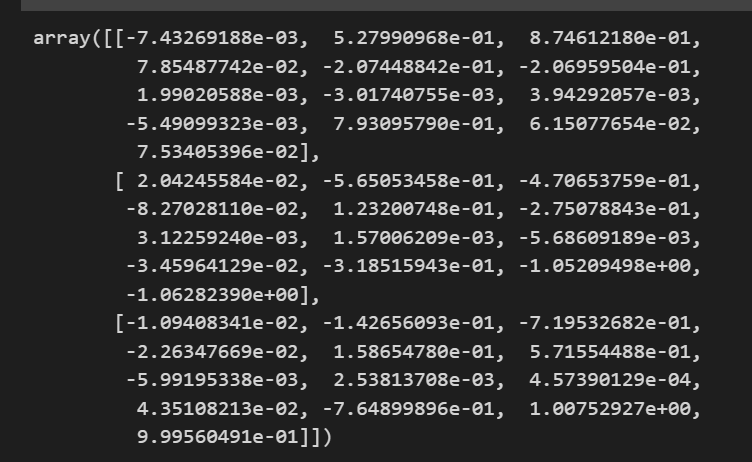 array([[-7.43269188e-03,  5.27990968e-01,  8.74612180e-01,
         7.85487742e-02, -2.07448842e-01, -2.06959504e-01,
         1.99020588e-03, -3.01740755e-03,  3.94292057e-03,
        -5.49099323e-03,  7.93095790e-01,  6.15077654e-02,
         7.53405396e-02],
       [ 2.04245584e-02, -5.65053458e-01, -4.70653759e-01,
        -8.27028110e-02,  1.23200748e-01, -2.75078843e-01,
         3.12259240e-03,  1.57006209e-03, -5.68609189e-03,
        -3.45964129e-02, -3.18515943e-01, -1.05209498e+00,
        -1.06282390e+00],
       [-1.09408341e-02, -1.42656093e-01, -7.19532682e-01,
        -2.26347669e-02,  1.58654780e-01,  5.71554488e-01,
        -5.99195338e-03,  2.53813708e-03,  4.57390129e-04,
         4.35108213e-02, -7.64899896e-01,  1.00752927e+00,
         9.99560491e-01]])